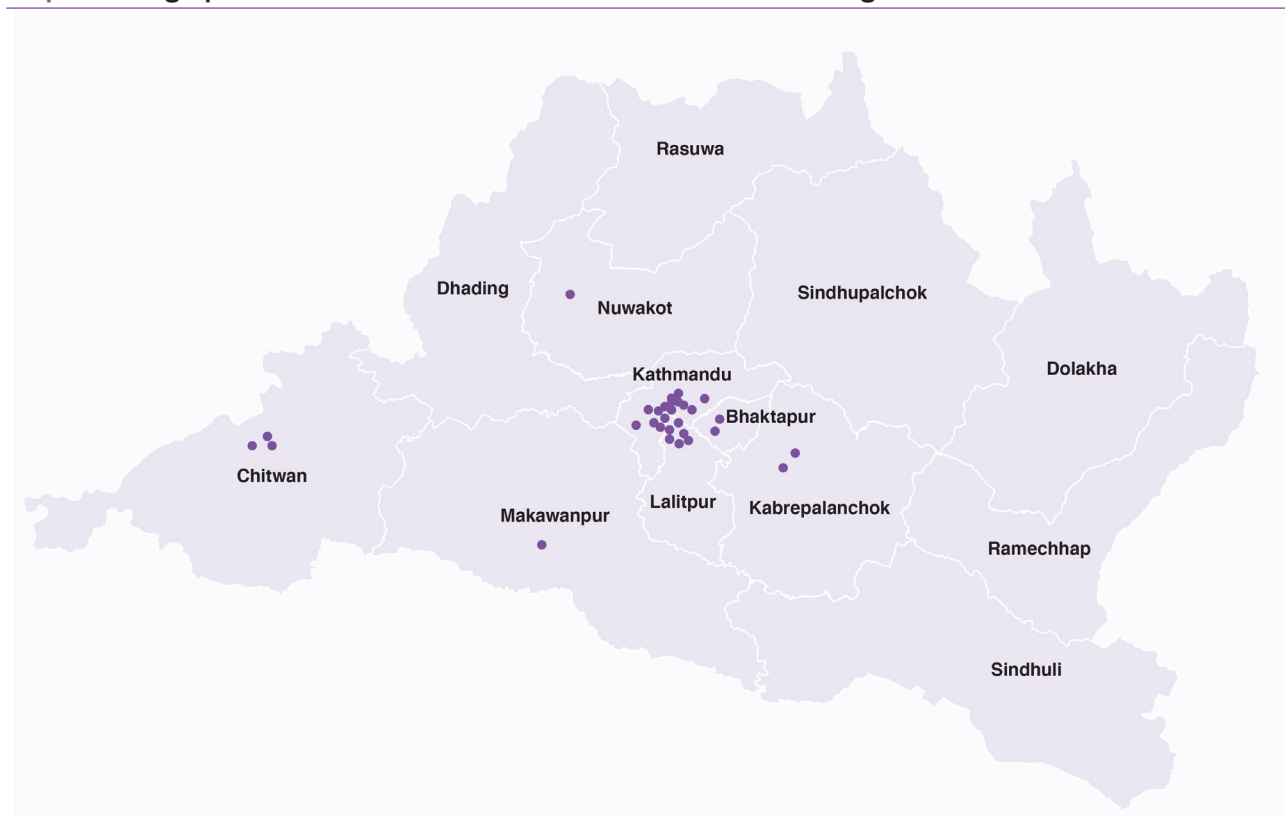 Rasuwa
Dhading
Sindhupalchok
Nuwakot
Dolakha
Kathmandu
Bhaktapur
Chitwan
Lalitpur
Kabrepalanchok
Makawanpur
Ramechhap
Sindhuli